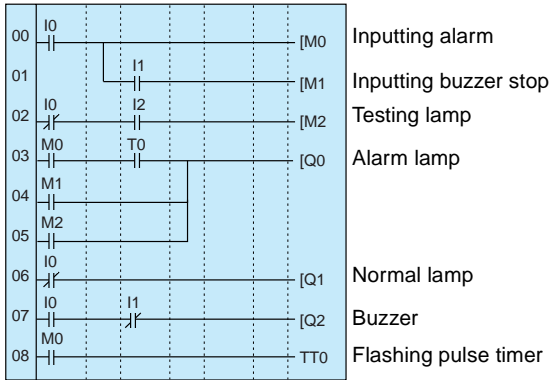 I0
00 [M0 Inputting alarm
I1
01 [M1 Inputting buzzer stop
I0 I2
02 [M2 Testing lamp
M0 T0
03 [Q0 Alarm lamp
M1
04
M2
05
I0
06 [Q1 Normal lamp
I0 I1
07 [Q2 Buzzer
M0
08 TT0 Flashing pulse timer